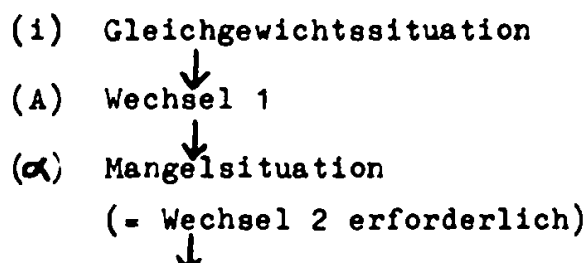 (i) Gleichgewichtssituation
(A) Wechsel 1
(α) Mangelsituation
(= Wechsel 2 erforderlich)